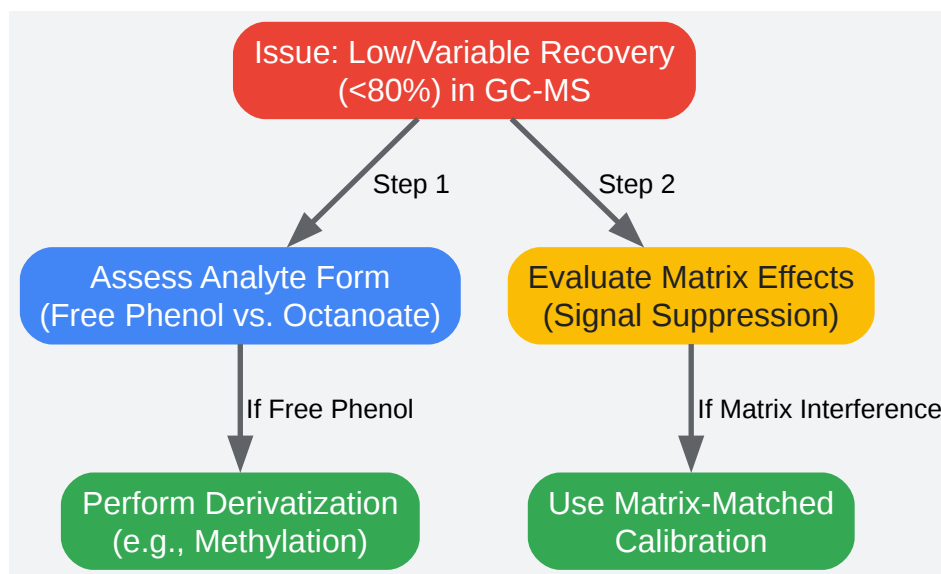 Issue: Low/Variable Recovery
(<80%) in GC-MS
Step 1
Step 2
Assess Analyte Form
(Free Phenol vs. Octanoate)
Evaluate Matrix Effects
(Signal Suppression)
If Free Phenol
If Matrix Interference
Perform Derivatization
(e.g., Methylation)
Use Matrix-Matched
Calibration